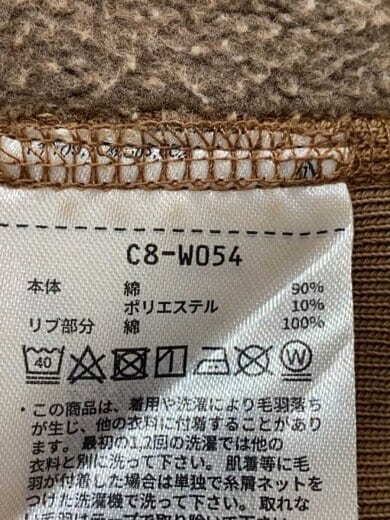 C8-W054
本体 綿 90%
ポリエステル 10%
リブ部分 綿 100%
40 W
・この商品は、着用や洗濯により毛羽落ち
が生じ、他の衣料に付着することがあり
ます。最初の1,2回の洗濯では他の
衣料と別に洗って下さい。肌着等に毛
羽が付着した場合は単独で糸屑ネットを
つけた洗濯機で洗って下さい。取れな